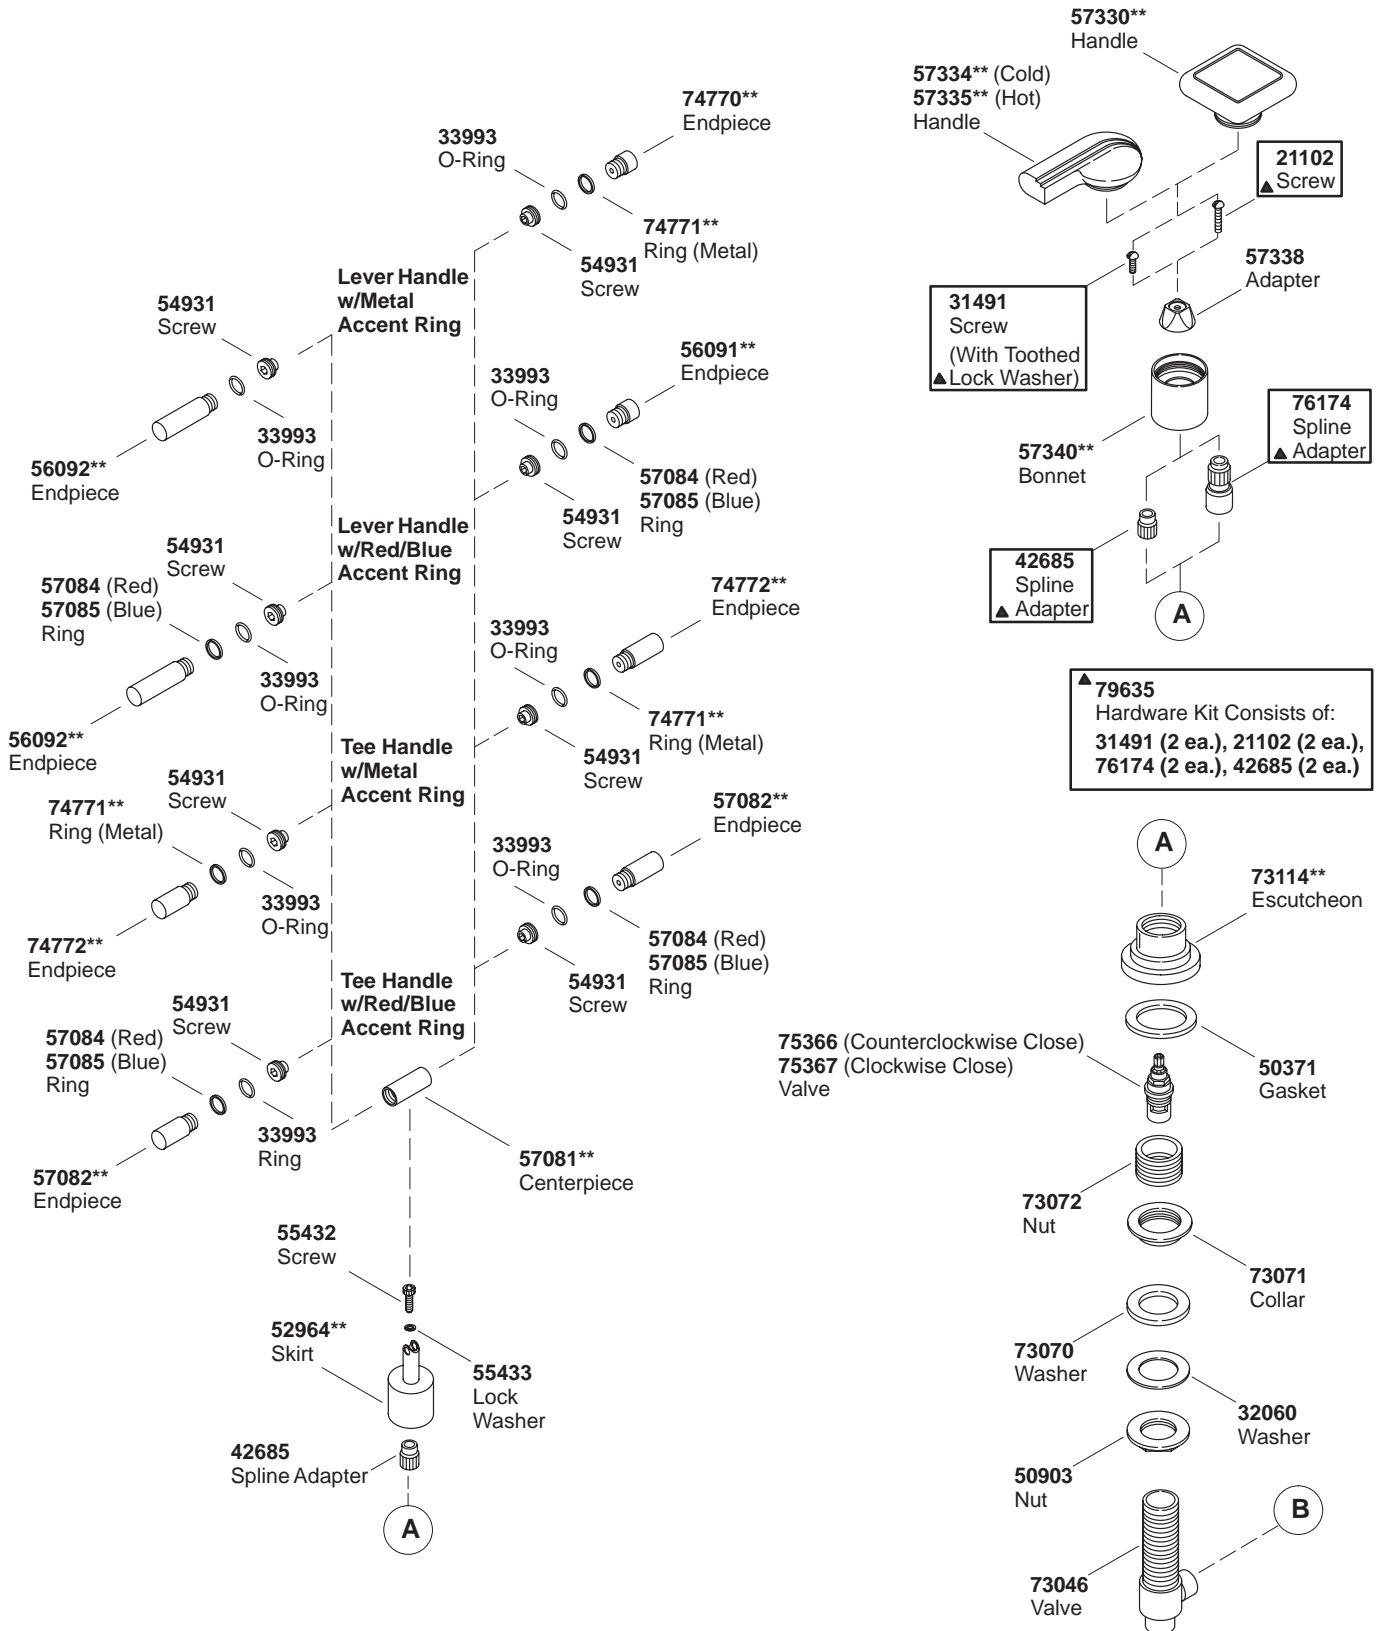 57330**
Handle
57334** (Cold)
57335** (Hot)
Handle
74770**
Endpiece
33993
O-Ring
21102
▲ Screw
74771**
Ring (Metal)
54931
Screw
57338
Adapter
Lever Handle
w/Metal
Accent Ring
54931
Screw
31491
Screw
(With Toothed
▲ Lock Washer)
56091**
Endpiece
33993
O-Ring
76174
Spline
▲ Adapter
33993
O-Ring
57340**
Bonnet
56092**
Endpiece
57084 (Red)
57085 (Blue)
Ring
54931
Screw
Lever Handle
w/Red/Blue
Accent Ring
54931
Screw
42685
Spline
▲ Adapter
57084 (Red)
57085 (Blue)
Ring
74772**
Endpiece
A
33993
O-Ring
33993
O-Ring
▲ 79635
Hardware Kit Consists of:
31491 (2 ea.), 21102 (2 ea.),
76174 (2 ea.), 42685 (2 ea.)
74771**
Ring (Metal)
56092**
Endpiece
Tee Handle
w/Metal
Accent Ring
54931
Screw
54931
Screw
74771**
Ring (Metal)
57082**
Endpiece
33993
O-Ring
A
73114**
Escutcheon
33993
O-Ring
74772**
Endpiece
57084 (Red)
57085 (Blue)
Ring
54931
Screw
Tee Handle
w/Red/Blue
Accent Ring
54931
Screw
57084 (Red)
57085 (Blue)
Ring
75366 (Counterclockwise Close)
75367 (Clockwise Close)
Valve
50371
Gasket
33993
Ring
57082**
Endpiece
57081**
Centerpiece
73072
Nut
55432
Screw
73071
Collar
52964**
Skirt
73070
Washer
55433
Lock
Washer
32060
Washer
42685
Spline Adapter
50903
Nut
A
B
73046
Valve